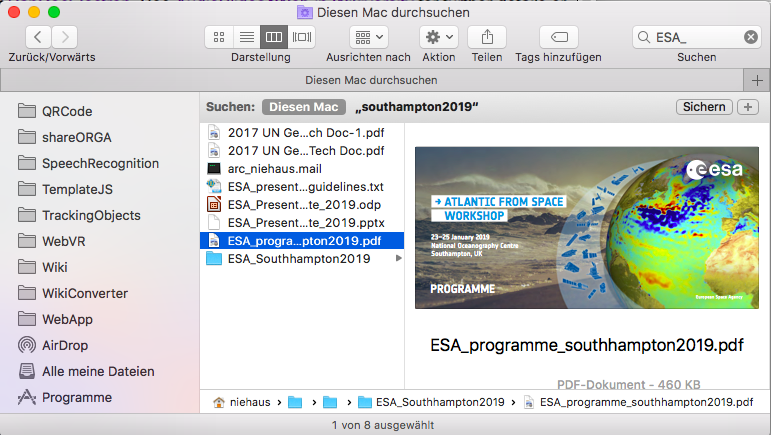 Diesen Mac durchsuchen
ESA_
Zurück/Vorwärts
Darstellung
Ausrichten nach
Aktion
Teilen
Tags hinzufügen
Suchen
Diesen Mac durchsuchen
Suchen: Diesen Mac „southampton2019“
Sichern
QRCode
shareORGA
SpeechRecognition
TemplateJS
TrackingObjects
WebVR
Wiki
WikiConverter
WebApp
AirDrop
Alle meine Dateien
Programme
2017 UN Ge...ch Doc-1.pdf
2017 UN Ge...Tech Doc.pdf
arc_niehaus.mail
ESA_present...guidelines.txt
ESA_Present...te_2019.odp
ESA_Present...te_2019.pptx
ESA_progra...pton2019.pdf
ESA_Southhampton2019
esa
→ ATLANTIC FROM SPACE
WORKSHOP
23–25 January 2019
National Oceanography Centre
Southampton, UK
PROGRAMME
European Space Agency
ESA_programme_southhampton2019.pdf
PDF-Dokument - 460 KB
niehaus
ESA_Southhampton2019
ESA_programme_southhampton2019.pdf
1 von 8 ausgewählt